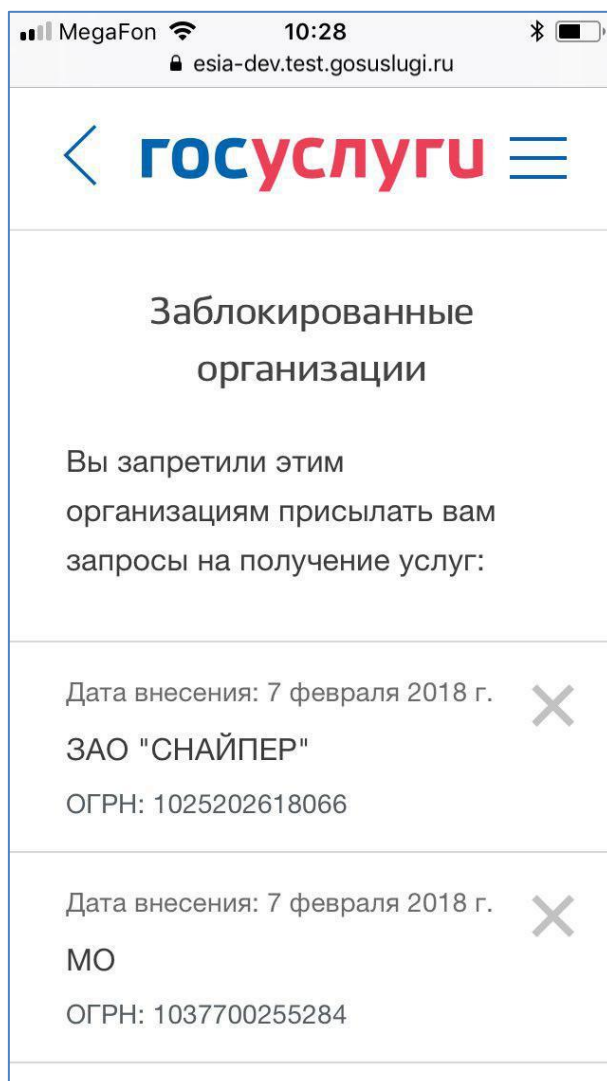 MegaFon 10:28
esia-dev.test.gosuslugi.ru
госуслуги
Заблокированные
организации
Вы запретили этим
организациям присылать вам
запросы на получение услуг:
Дата внесения: 7 февраля 2018 г.
ЗАО "СНАЙПЕР"
ОГРН: 1025202618066
Дата внесения: 7 февраля 2018 г.
МО
ОГРН: 1037700255284